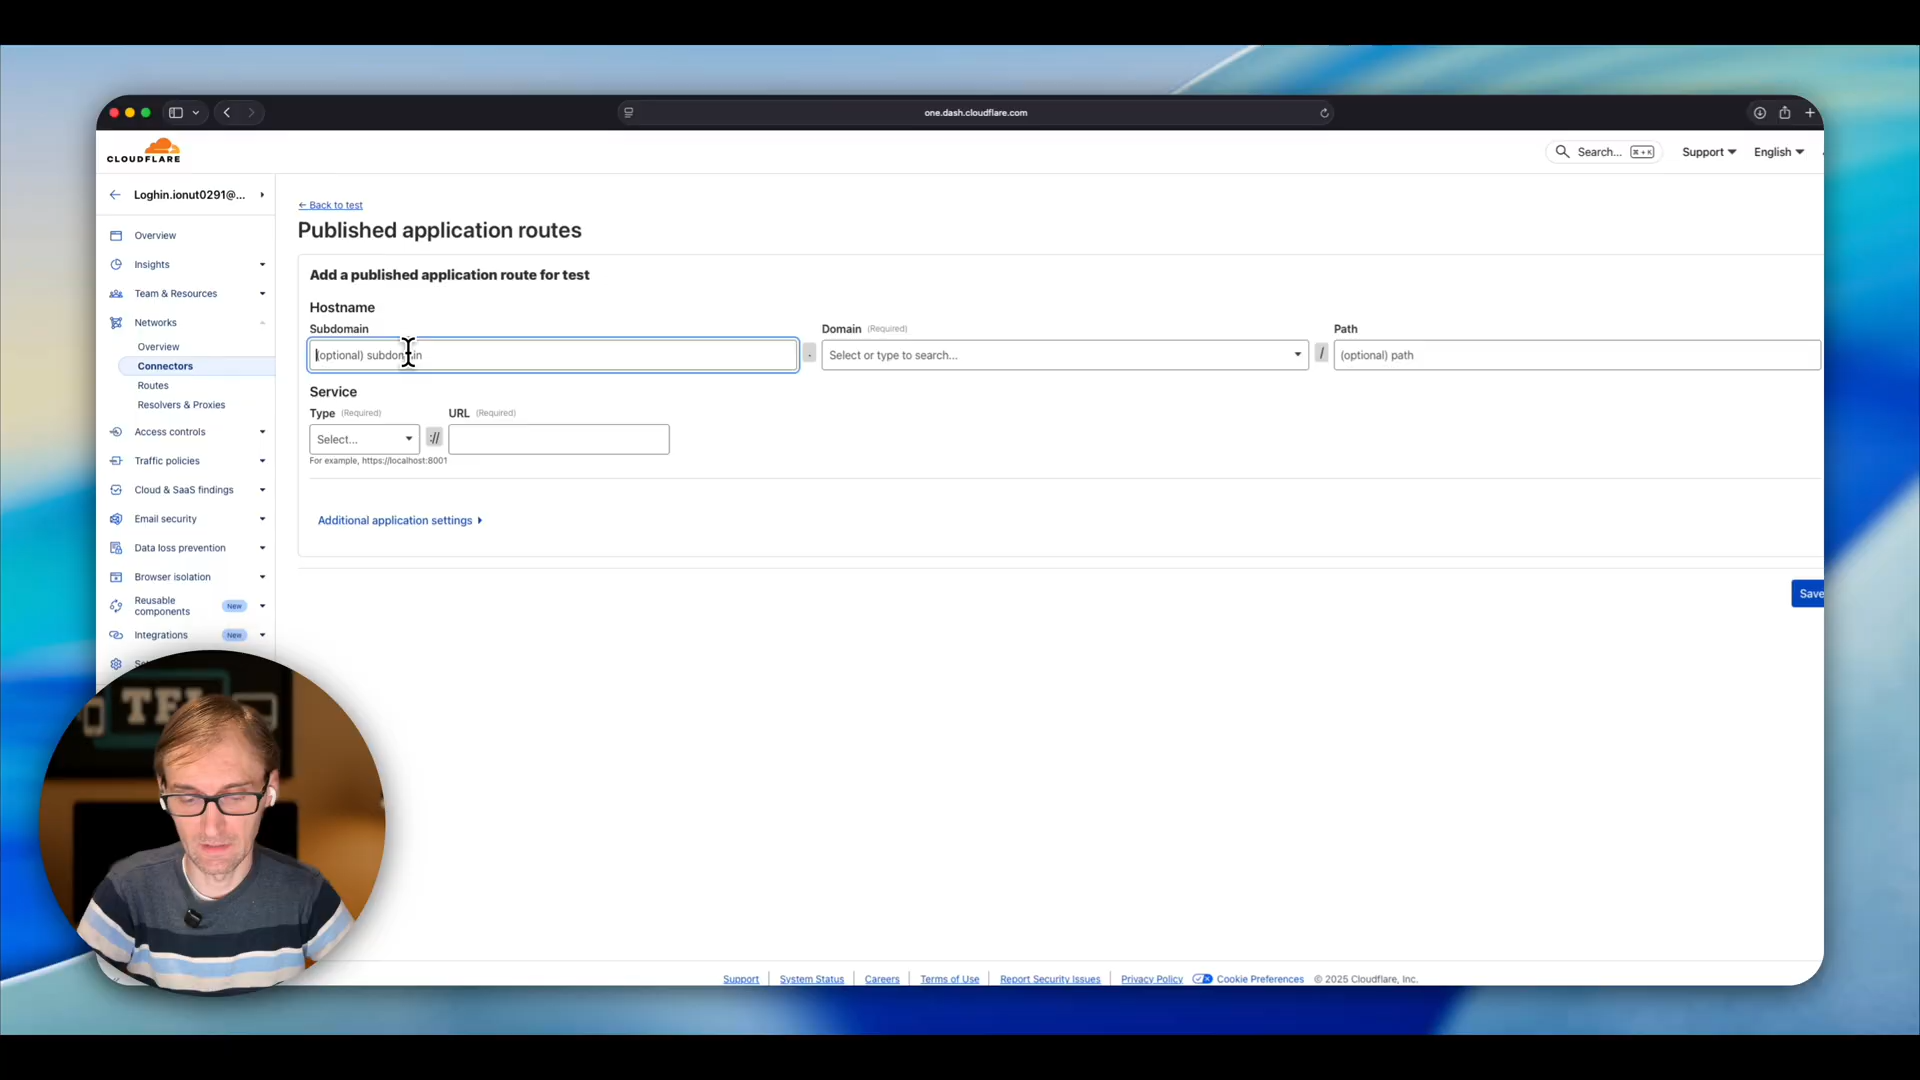 one.dash.cloudflare.com
CLOUDFLARE
Search... ⌘+K
Support
English
Loghin.ionut0291@...
Overview
Insights
Team & Resources
Networks
Overview
Connectors
Routes
Resolvers & Proxies
Access controls
Traffic policies
Cloud & SaaS findings
Email security
Data loss prevention
Browser isolation
Reusable
components
New
Integrations
New
← Back to test
Published application routes
Add a published application route for test
Hostname
Subdomain
Domain (Required)
Path
(optional) subdomain
.
Select or type to search...
/
(optional) path
Service
Type (Required)
URL (Required)
Select...
://
For example, https://localhost:8001
Additional application settings
Save
Support
System Status
Careers
Terms of Use
Report Security Issues
Privacy Policy
Cookie Preferences
© 2025 Cloudflare, Inc.